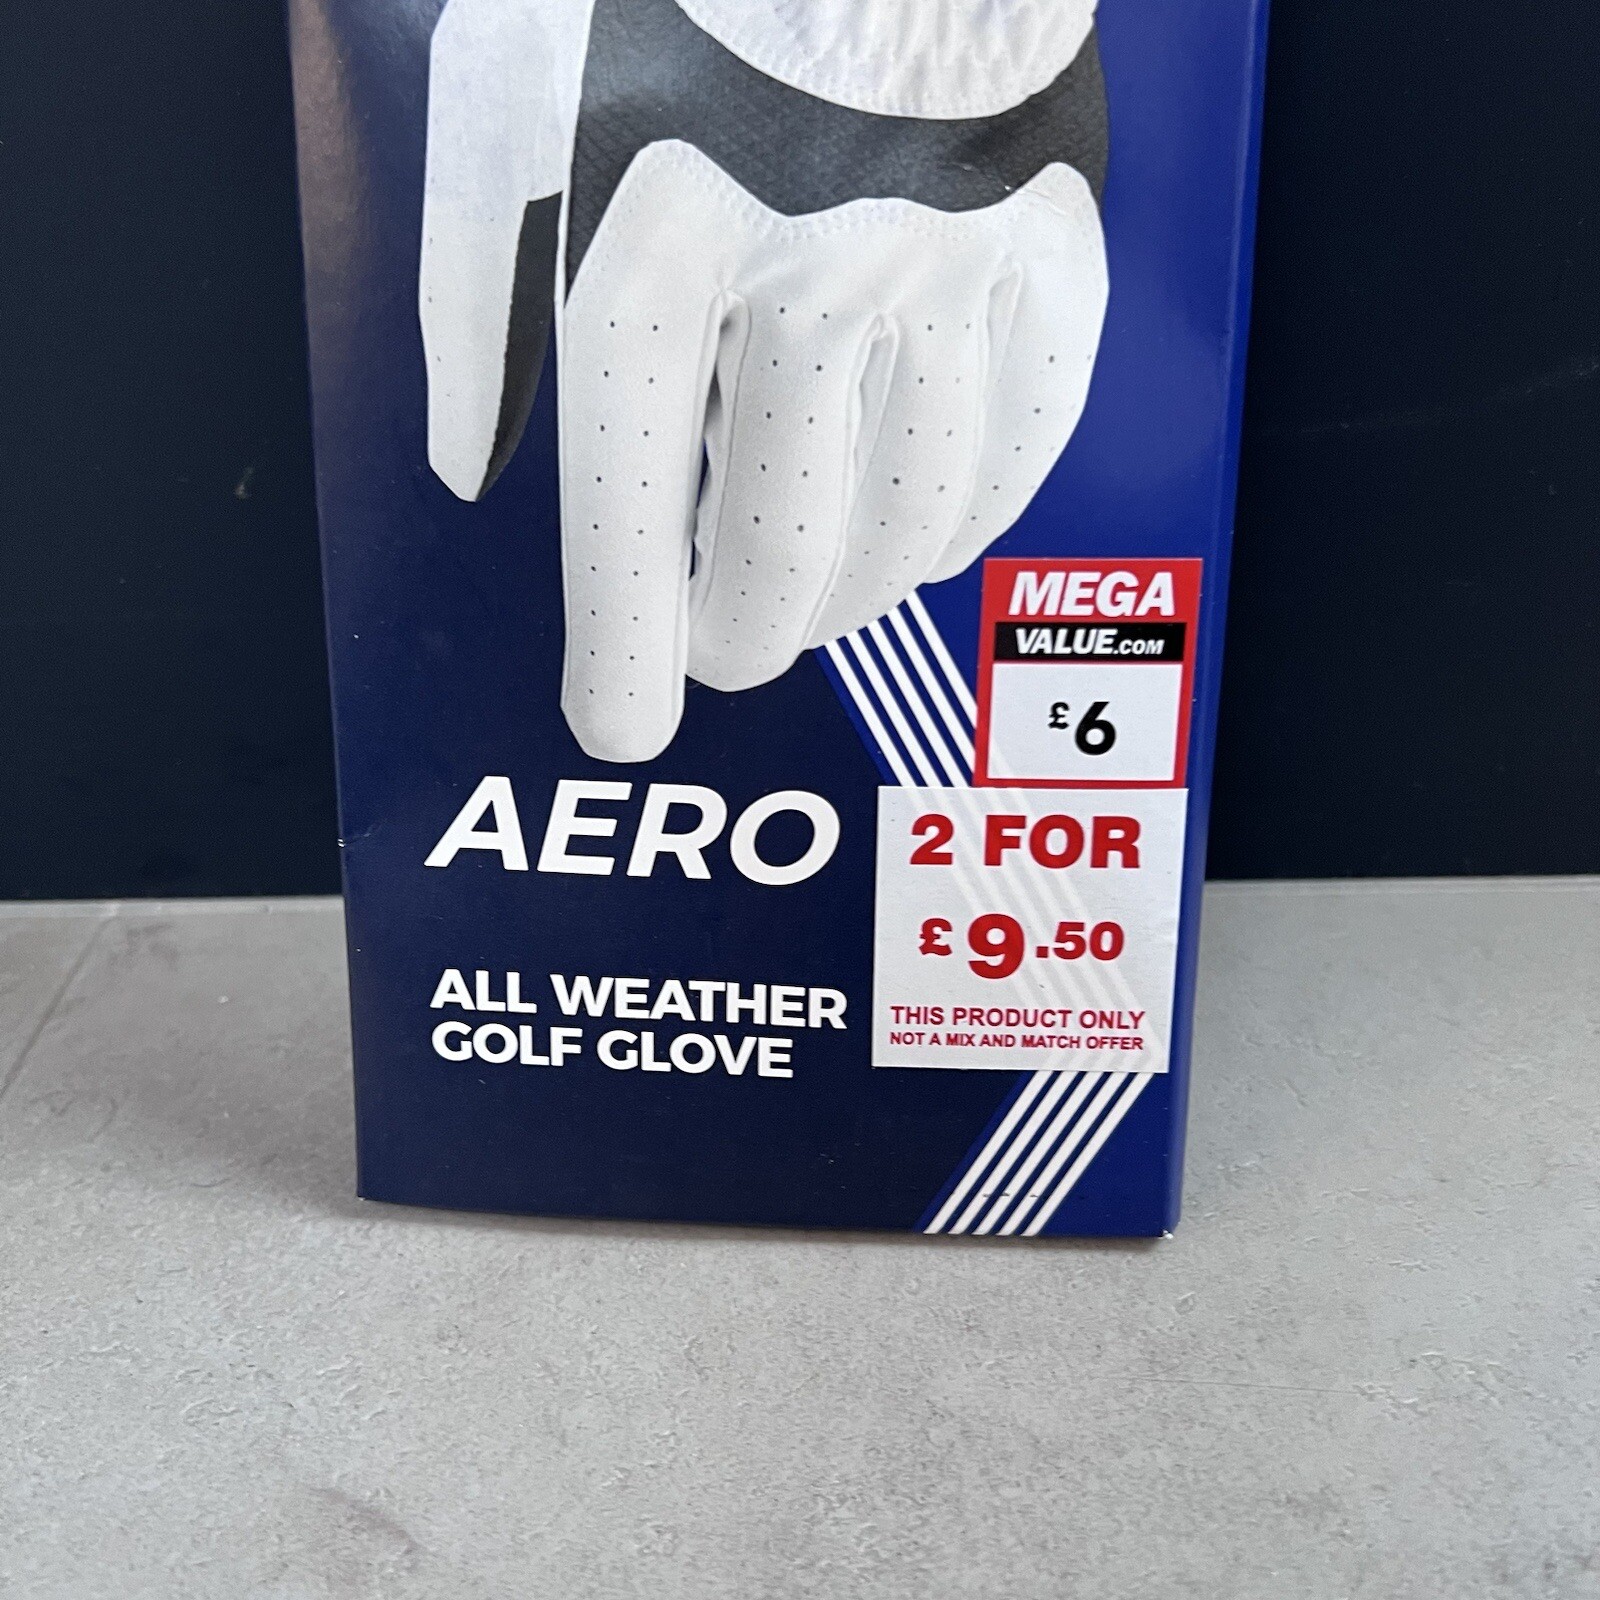 MEGA
VALUE.COM
£6
AERO
2 FOR
£9.50
THIS PRODUCT ONLY
NOT A MIX AND MATCH OFFER
ALL WEATHER
GOLF GLOVE